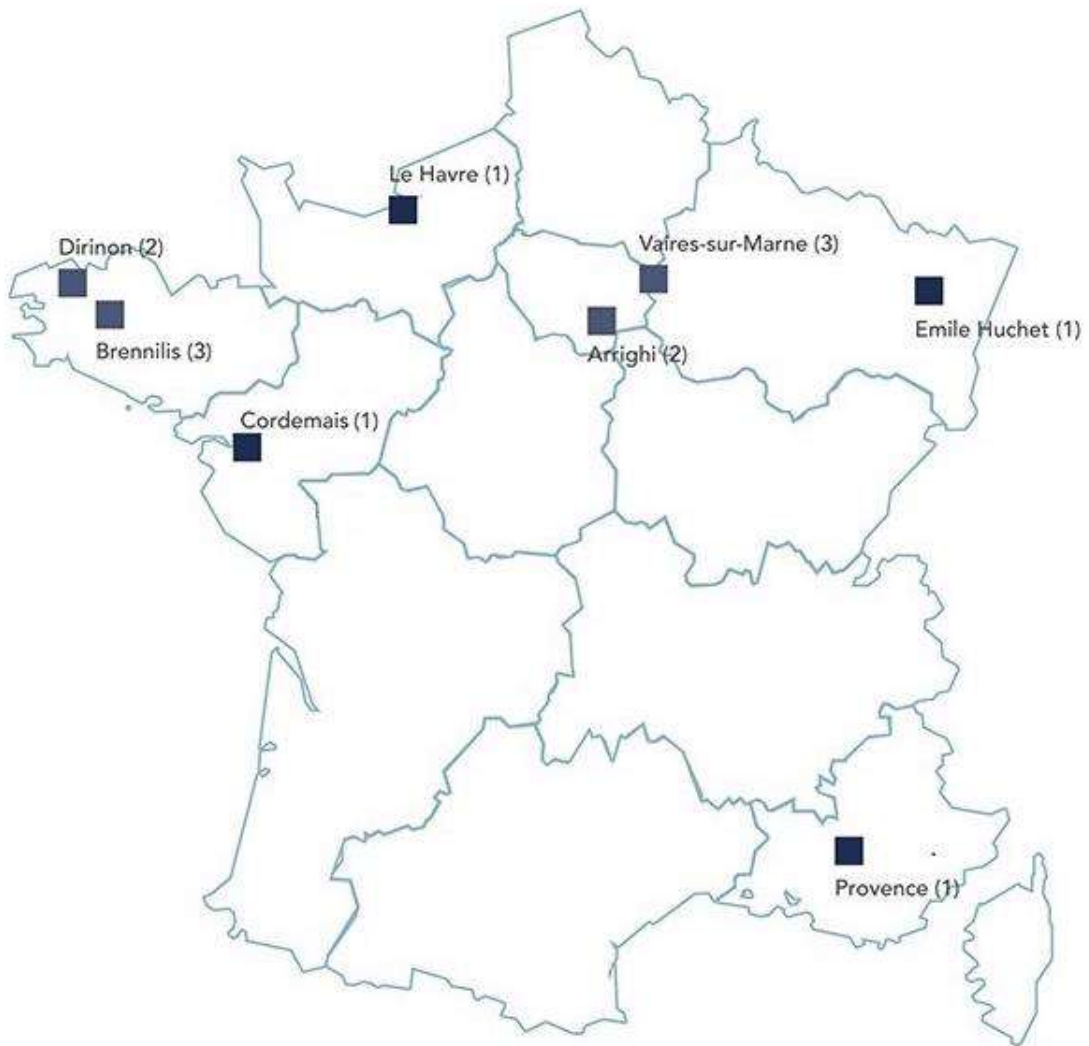 Le Havre (1)
Dirinon (2)
Vaires-sur-Marne (3)
Emile Huchet (1)
Brennilis (3)
Arrighi (2)
Cordemais (1)
Provence (1)